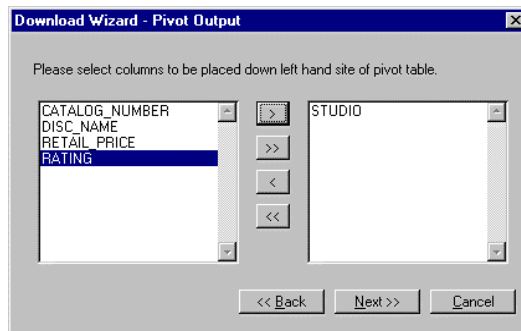 Download Wizard - Pivot Output
Please select columns to be placed down left hand site of pivot table.
CATALOG_NUMBER
DISC_NAME
RETAIL_PRICE
RATING
>
>>
<
<<
STUDIO
<< Back
Next >>
Cancel